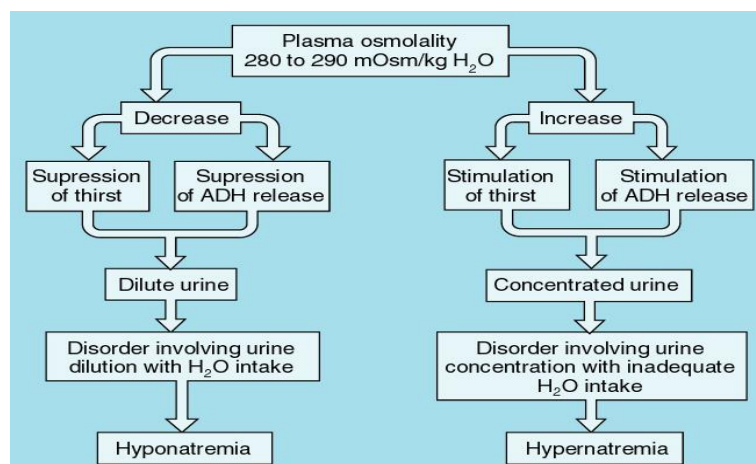 Plasma osmolality
280 to 290 mOsm/kg H₂O
Decrease
Increase
Supression
of thirst
Supression
of ADH release
Stimulation
of thirst
Stimulation
of ADH release
Dilute urine
Concentrated urine
Disorder involving urine
dilution with H₂O intake
Disorder involving urine
concentration with inadequate
H₂O intake
Hyponatremia
Hypernatremia